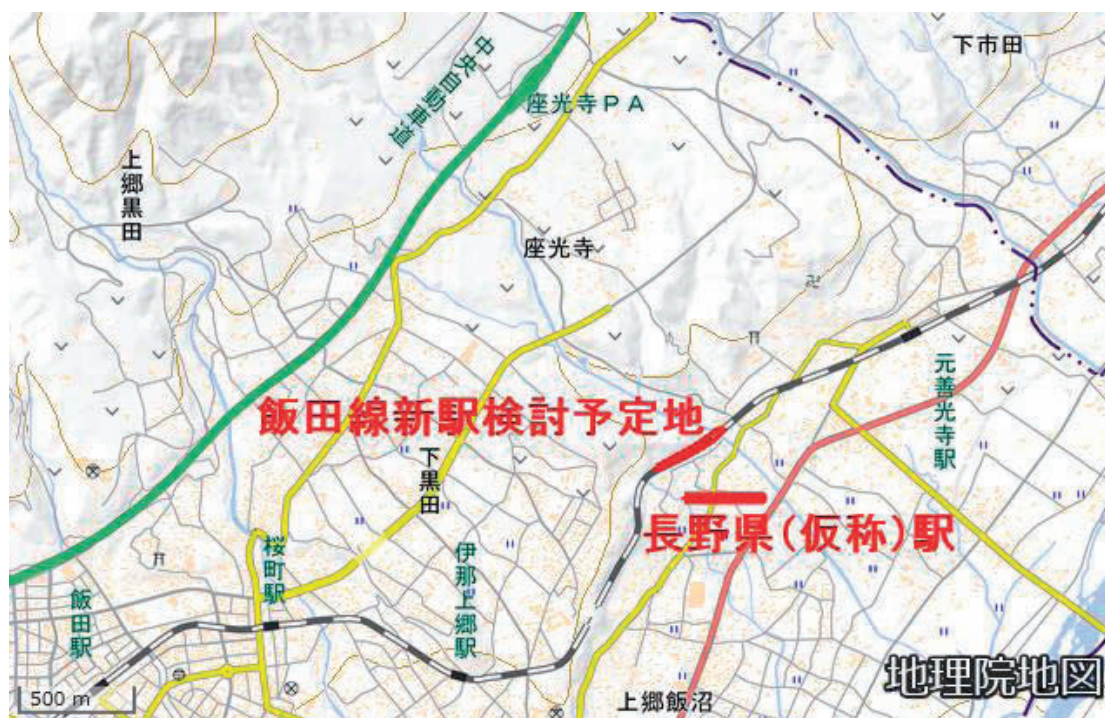 下市田
中央自動車道
座光寺PA
上郷黒田
座光寺
元善光寺駅
飯田線新駅検討予定地
下黒田
長野県(仮称)駅
桜町駅
伊那上郷駅
飯田駅
地理院地図
500 m
上郷飯沼